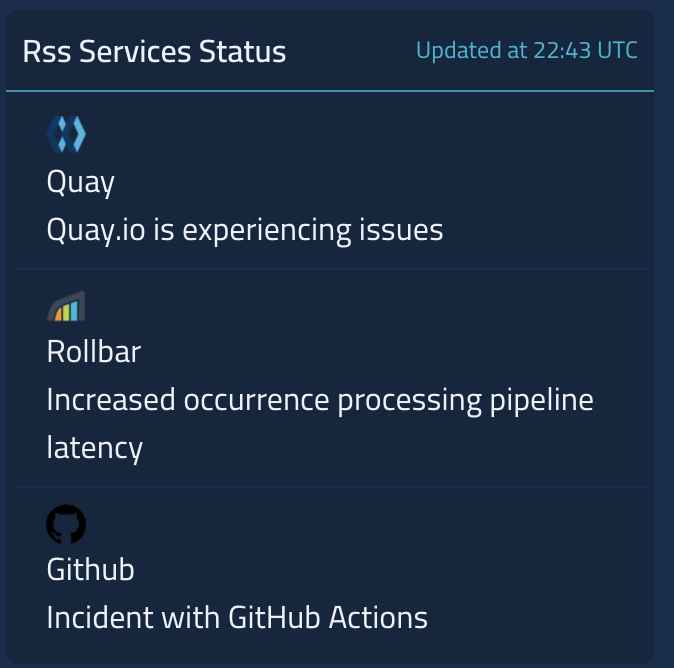 Rss Services Status
Updated at 22:43 UTC
Quay
Quay.io is experiencing issues
Rollbar
Increased occurrence processing pipeline
latency
Github
Incident with GitHub Actions